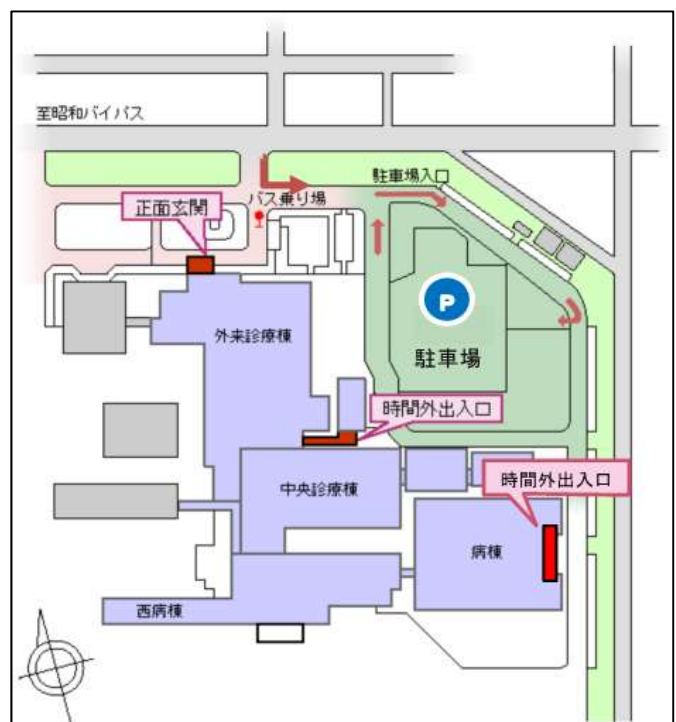 至昭和バイパス
駐車場入口
バス乗り場
正面玄関
P
外来診療棟
駐車場
時間外出入口
中央診療棟
時間外出入口
病棟
西病棟